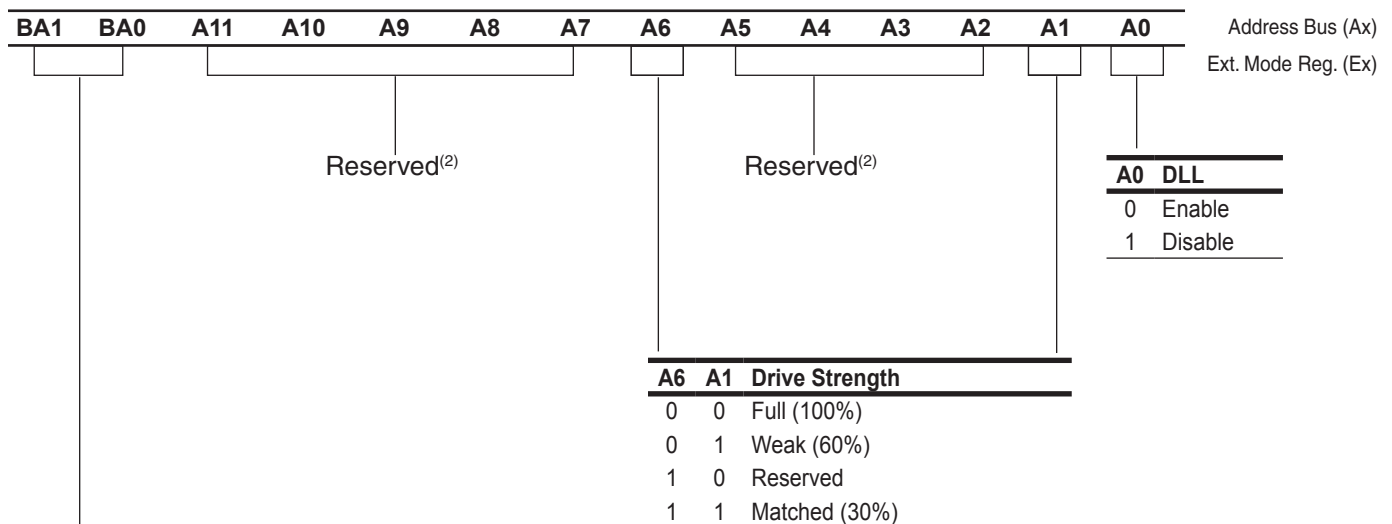 BA1 BA0 A11 A10 A9 A8 A7 A6 A5 A4 A3 A2 A1 A0 Address Bus (Ax)
Ext. Mode Reg. (Ex)
Reserved(2) Reserved(2)
A0 DLL
0 Enable
1 Disable
A6 A1 Drive Strength
0 0 Full (100%)
0 1 Weak (60%)
1 0 Reserved
1 1 Matched (30%)